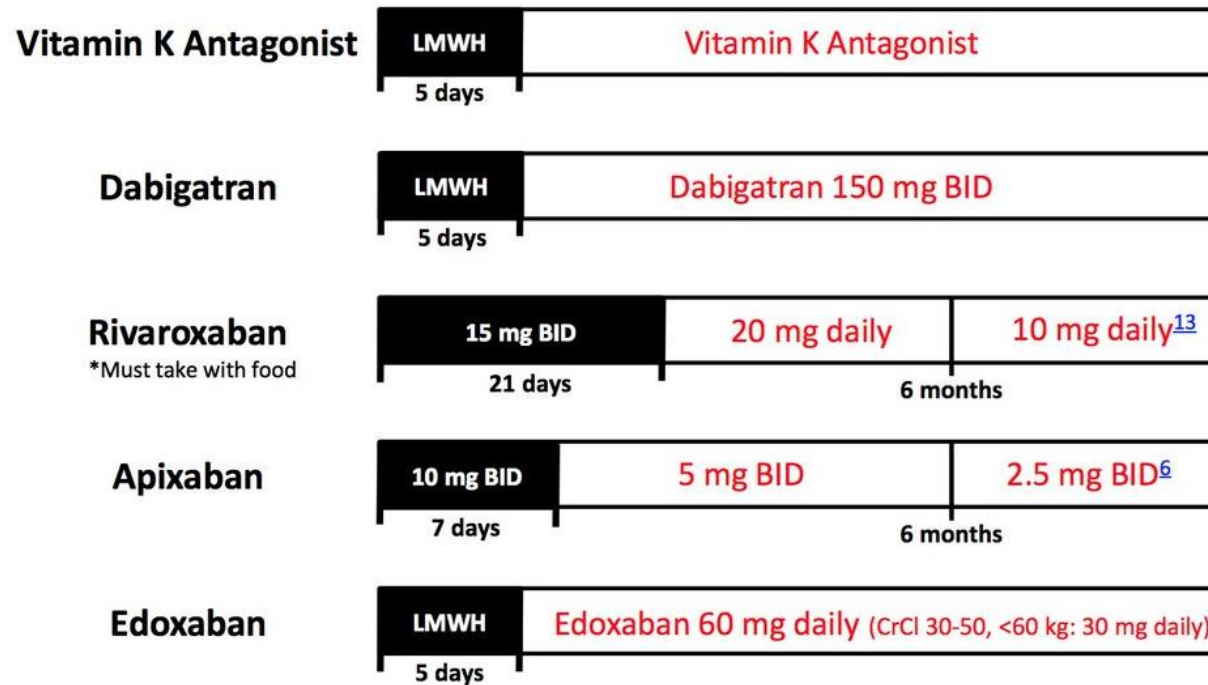 Vitamin K Antagonist
LMWH
Vitamin K Antagonist
5 days
Dabigatran
LMWH
Dabigatran 150 mg BID
5 days
Rivaroxaban
*Must take with food
15 mg BID
20 mg daily
10 mg daily13
21 days
6 months
Apixaban
10 mg BID
5 mg BID
2.5 mg BID6
7 days
6 months
Edoxaban
LMWH
Edoxaban 60 mg daily (CrCl 30-50, <60 kg: 30 mg daily)
5 days